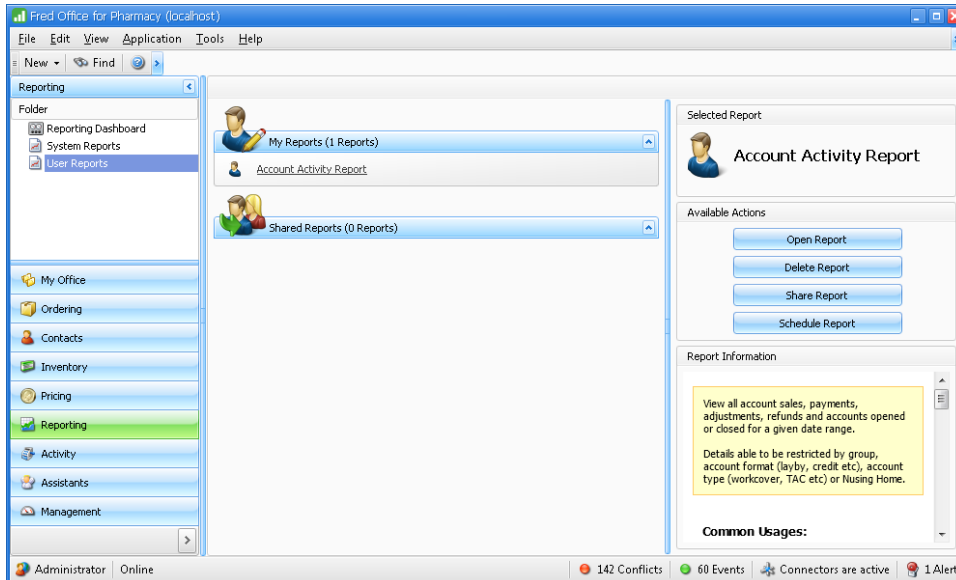 Fred Office for Pharmacy (localhost)
File Edit View Application Tools Help
New Find
Reporting
Folder
Reporting Dashboard
System Reports
User Reports
My Office
Ordering
Contacts
Inventory
Pricing
Reporting
Activity
Assistants
Management
My Reports (1 Reports)
Account Activity Report
Shared Reports (0 Reports)
Selected Report
Account Activity Report
Available Actions
Open Report
Delete Report
Share Report
Schedule Report
Report Information
View all account sales, payments,
adjustments, refunds and accounts opened
or closed for a given date range.
Details able to be restricted by group,
account format (layby, credit etc), account
type (workcover, TAC etc) or Nusing Home.
Common Usages:
Administrator Online 142 Conflicts 60 Events Connectors are active 1 Alert